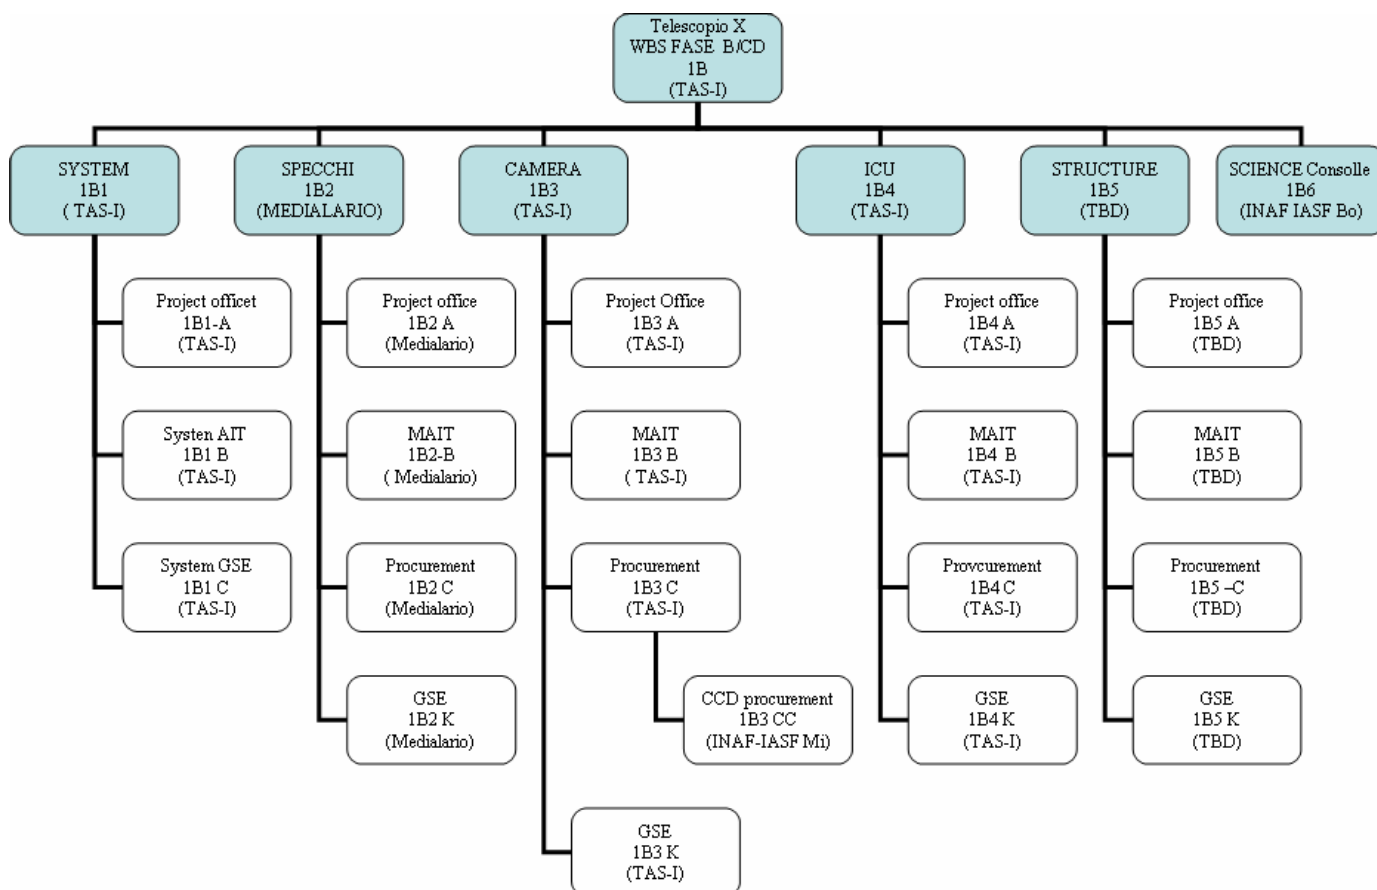 Telescopio X
WBS FASE B/CD
1B
(TAS-I)
SYSTEM
1B1
( TAS-I)
SPECCHI
1B2
(MEDIALARIO)
CAMERA
1B3
(TAS-I)
ICU
1B4
(TAS-I)
STRUCTURE
1B5
(TBD)
SCIENCE Consolle
1B6
(INAF IASF Bo)
Project officet
1B1-A
(TAS-I)
Project office
1B2 A
(Medialario)
Project Office
1B3 A
(TAS-I)
Project office
1B4 A
(TAS-I)
Project office
1B5 A
(TBD)
Systen AIT
1B1 B
(TAS-I)
MAIT
1B2-B
( Medialario)
MAIT
1B3 B
( TAS-I)
MAIT
1B4 B
(TAS-I)
MAIT
1B5 B
(TBD)
System GSE
1B1 C
(TAS-I)
Procurement
1B2 C
(Medialario)
Procurement
1B3 C
(TAS-I)
Provcurement
1B4 C
(TAS-I)
Procurement
1B5 –C
(TBD)
GSE
1B2 K
(Medialario)
CCD procurement
1B3 CC
(INAF-IASF Mi)
GSE
1B4 K
(TAS-I)
GSE
1B5 K
(TBD)
GSE
1B3 K
(TAS-I)